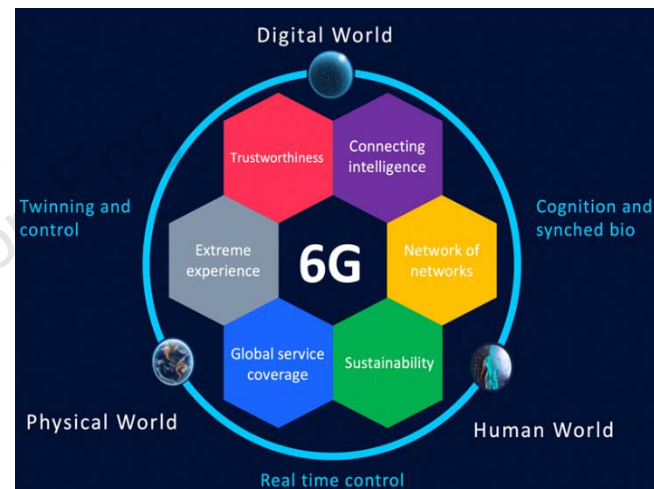 Digital World
Trustworthiness
Connecting
intelligence
Twinning and
control
Cognition and
synched bio
Extreme
experience
6G
Network of
networks
Global service
coverage
Sustainability
Physical World
Human World
Real time control